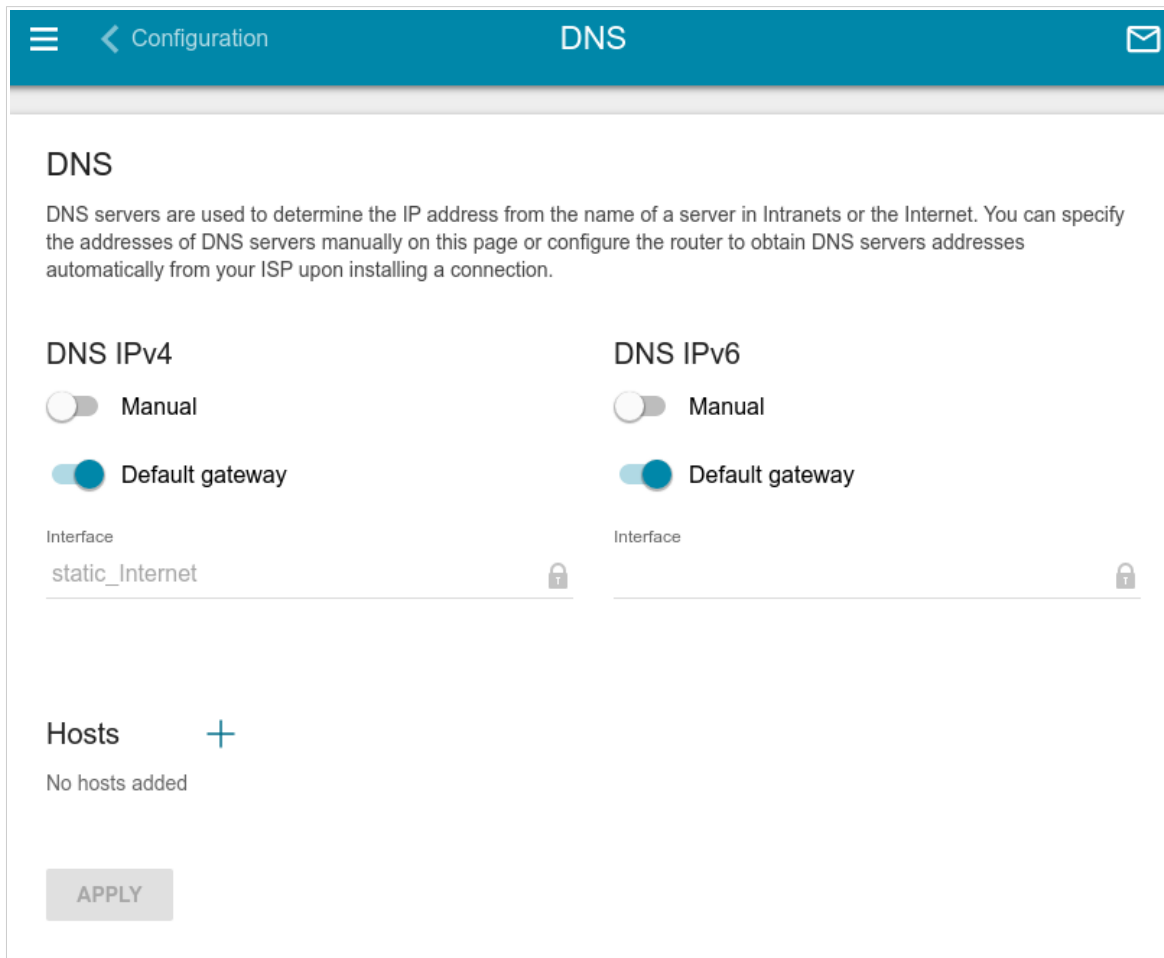 Configuration
DNS
DNS
DNS servers are used to determine the IP address from the name of a server in Intranets or the Internet. You can specify
the addresses of DNS servers manually on this page or configure the router to obtain DNS servers addresses
automatically from your ISP upon installing a connection.
DNS IPv4
Manual
Default gateway
Interface
static_Internet
DNS IPv6
Manual
Default gateway
Interface
Hosts
No hosts added
APPLY